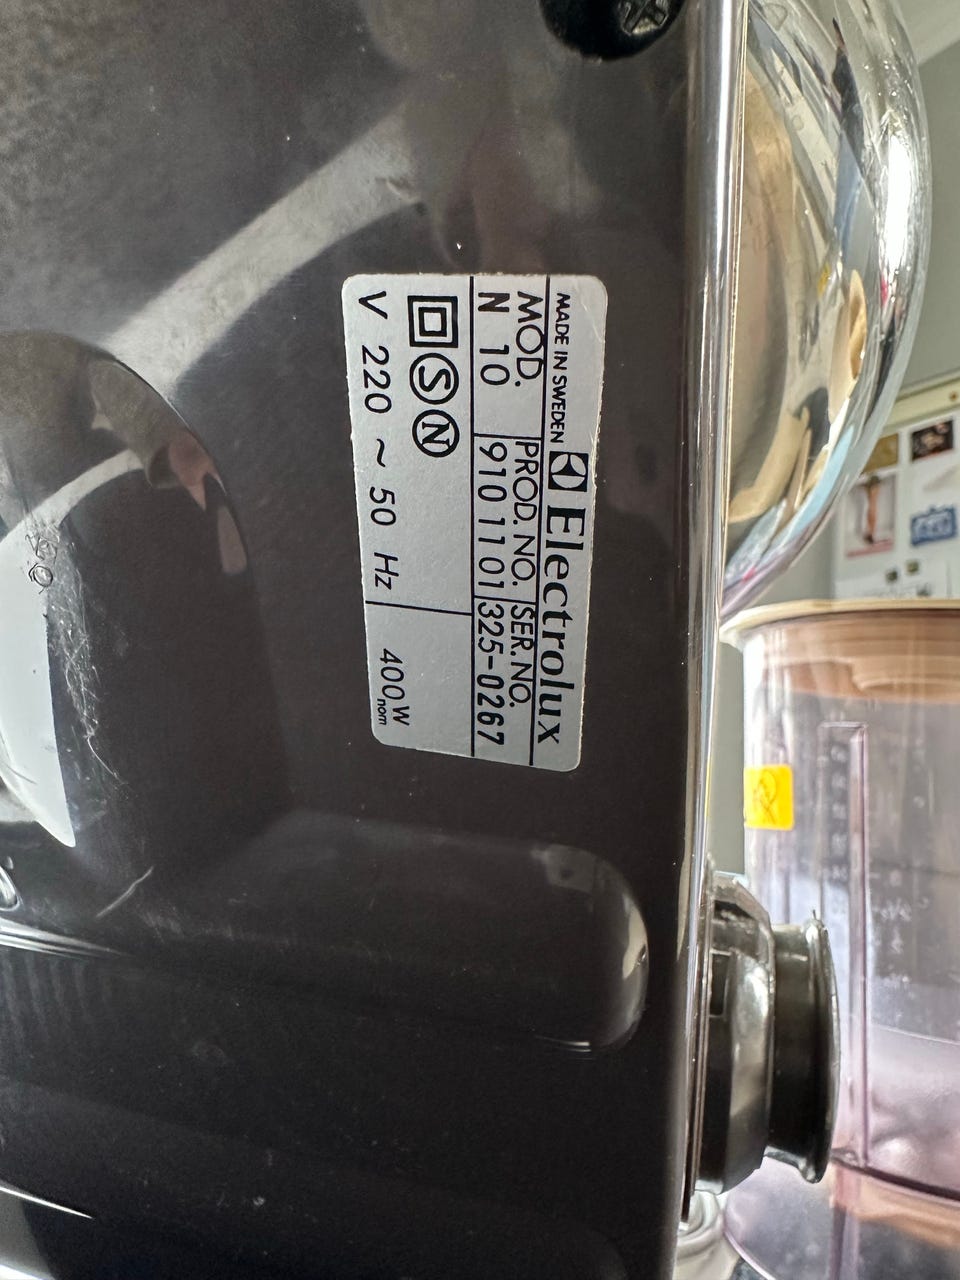 MADE IN SWEDEN Electrolux
MOD. PROD. NO. SER. NO.
N 10 910 11 01 325-0267
S N
V 220 ~ 50 Hz 400W nom